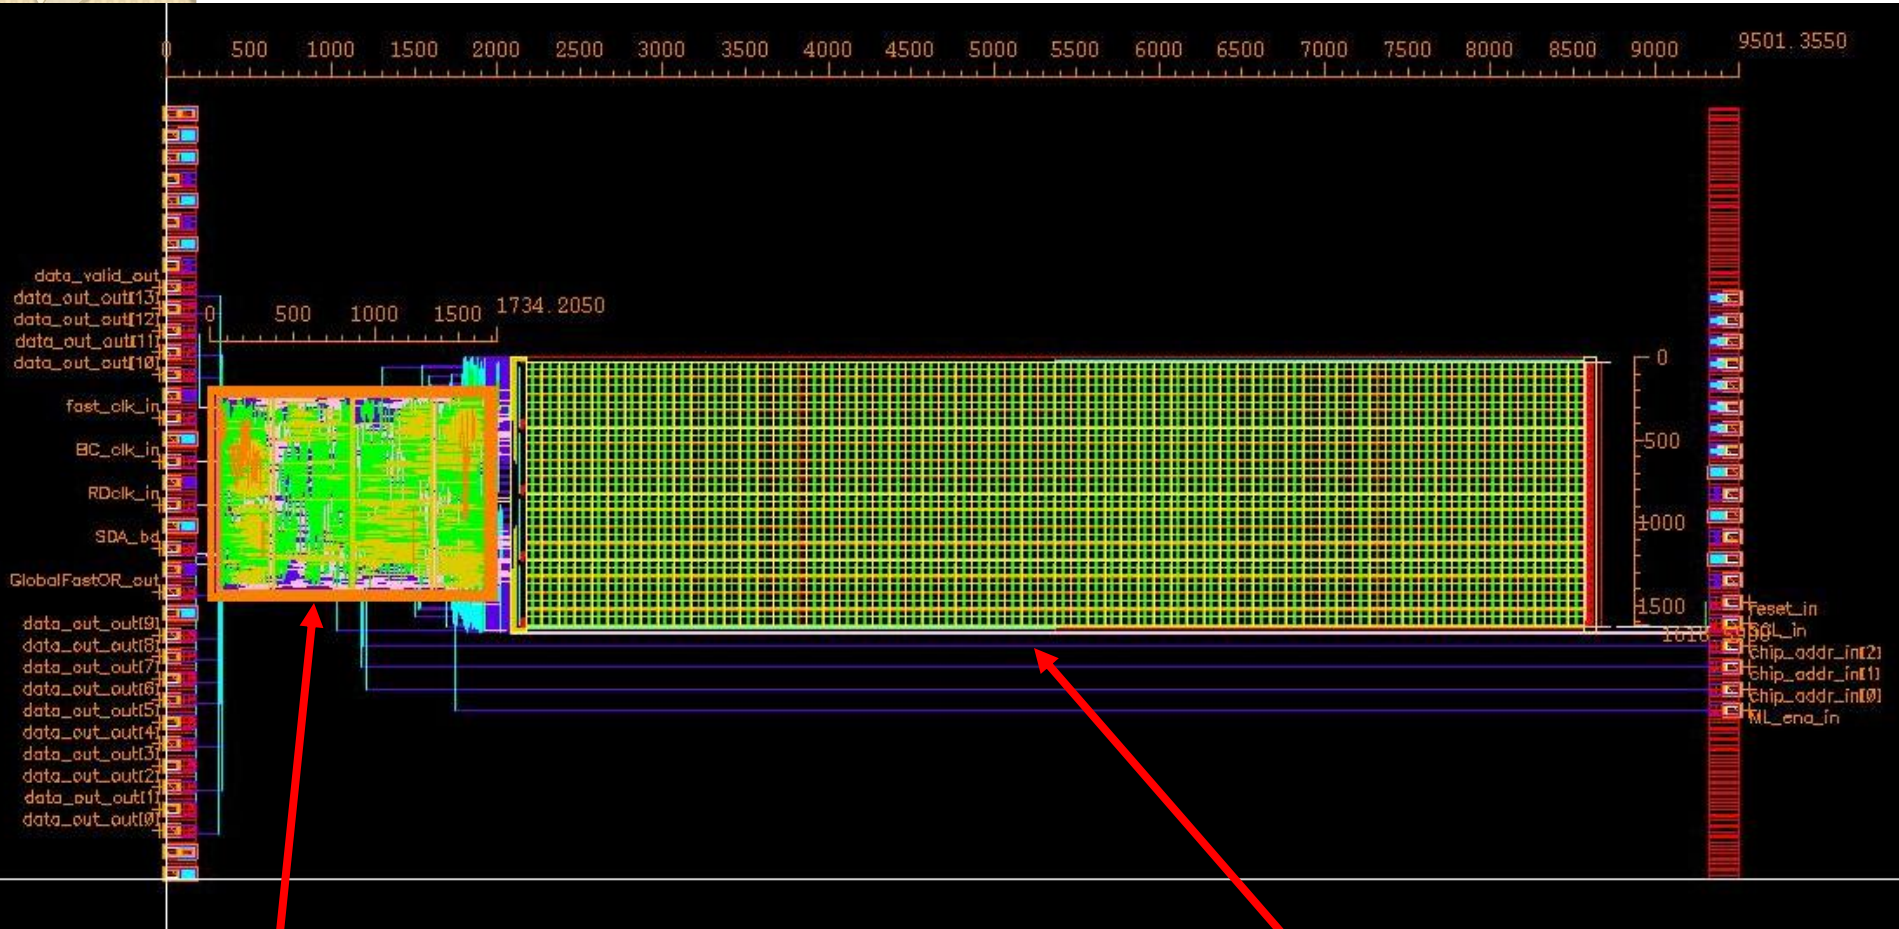 0 500 1000 1500 2000 2500 3000 3500 4000 4500 5000 5500 6000 6500 7000 7500 8000 8500 9000 9501.3550
data_valid_out
data_out_out[13]
data_out_out[12]
data_out_out[11]
data_out_out[10]
0 500 1000 1500 1734.2050
0
fast_clk_in
500
BC_clk_in
RDclk_in
1000
SDA_bd
GlobalFastOR_out
1500
reset_in
data_out_out[9]
data_out_out[8]
chip_addr_in[2]
data_out_out[7]
chip_addr_in[1]
data_out_out[6]
chip_addr_in[0]
data_out_out[5]
ML_ena_in
data_out_out[4]
data_out_out[3]
data_out_out[2]
data_out_out[1]
data_out_out[0]